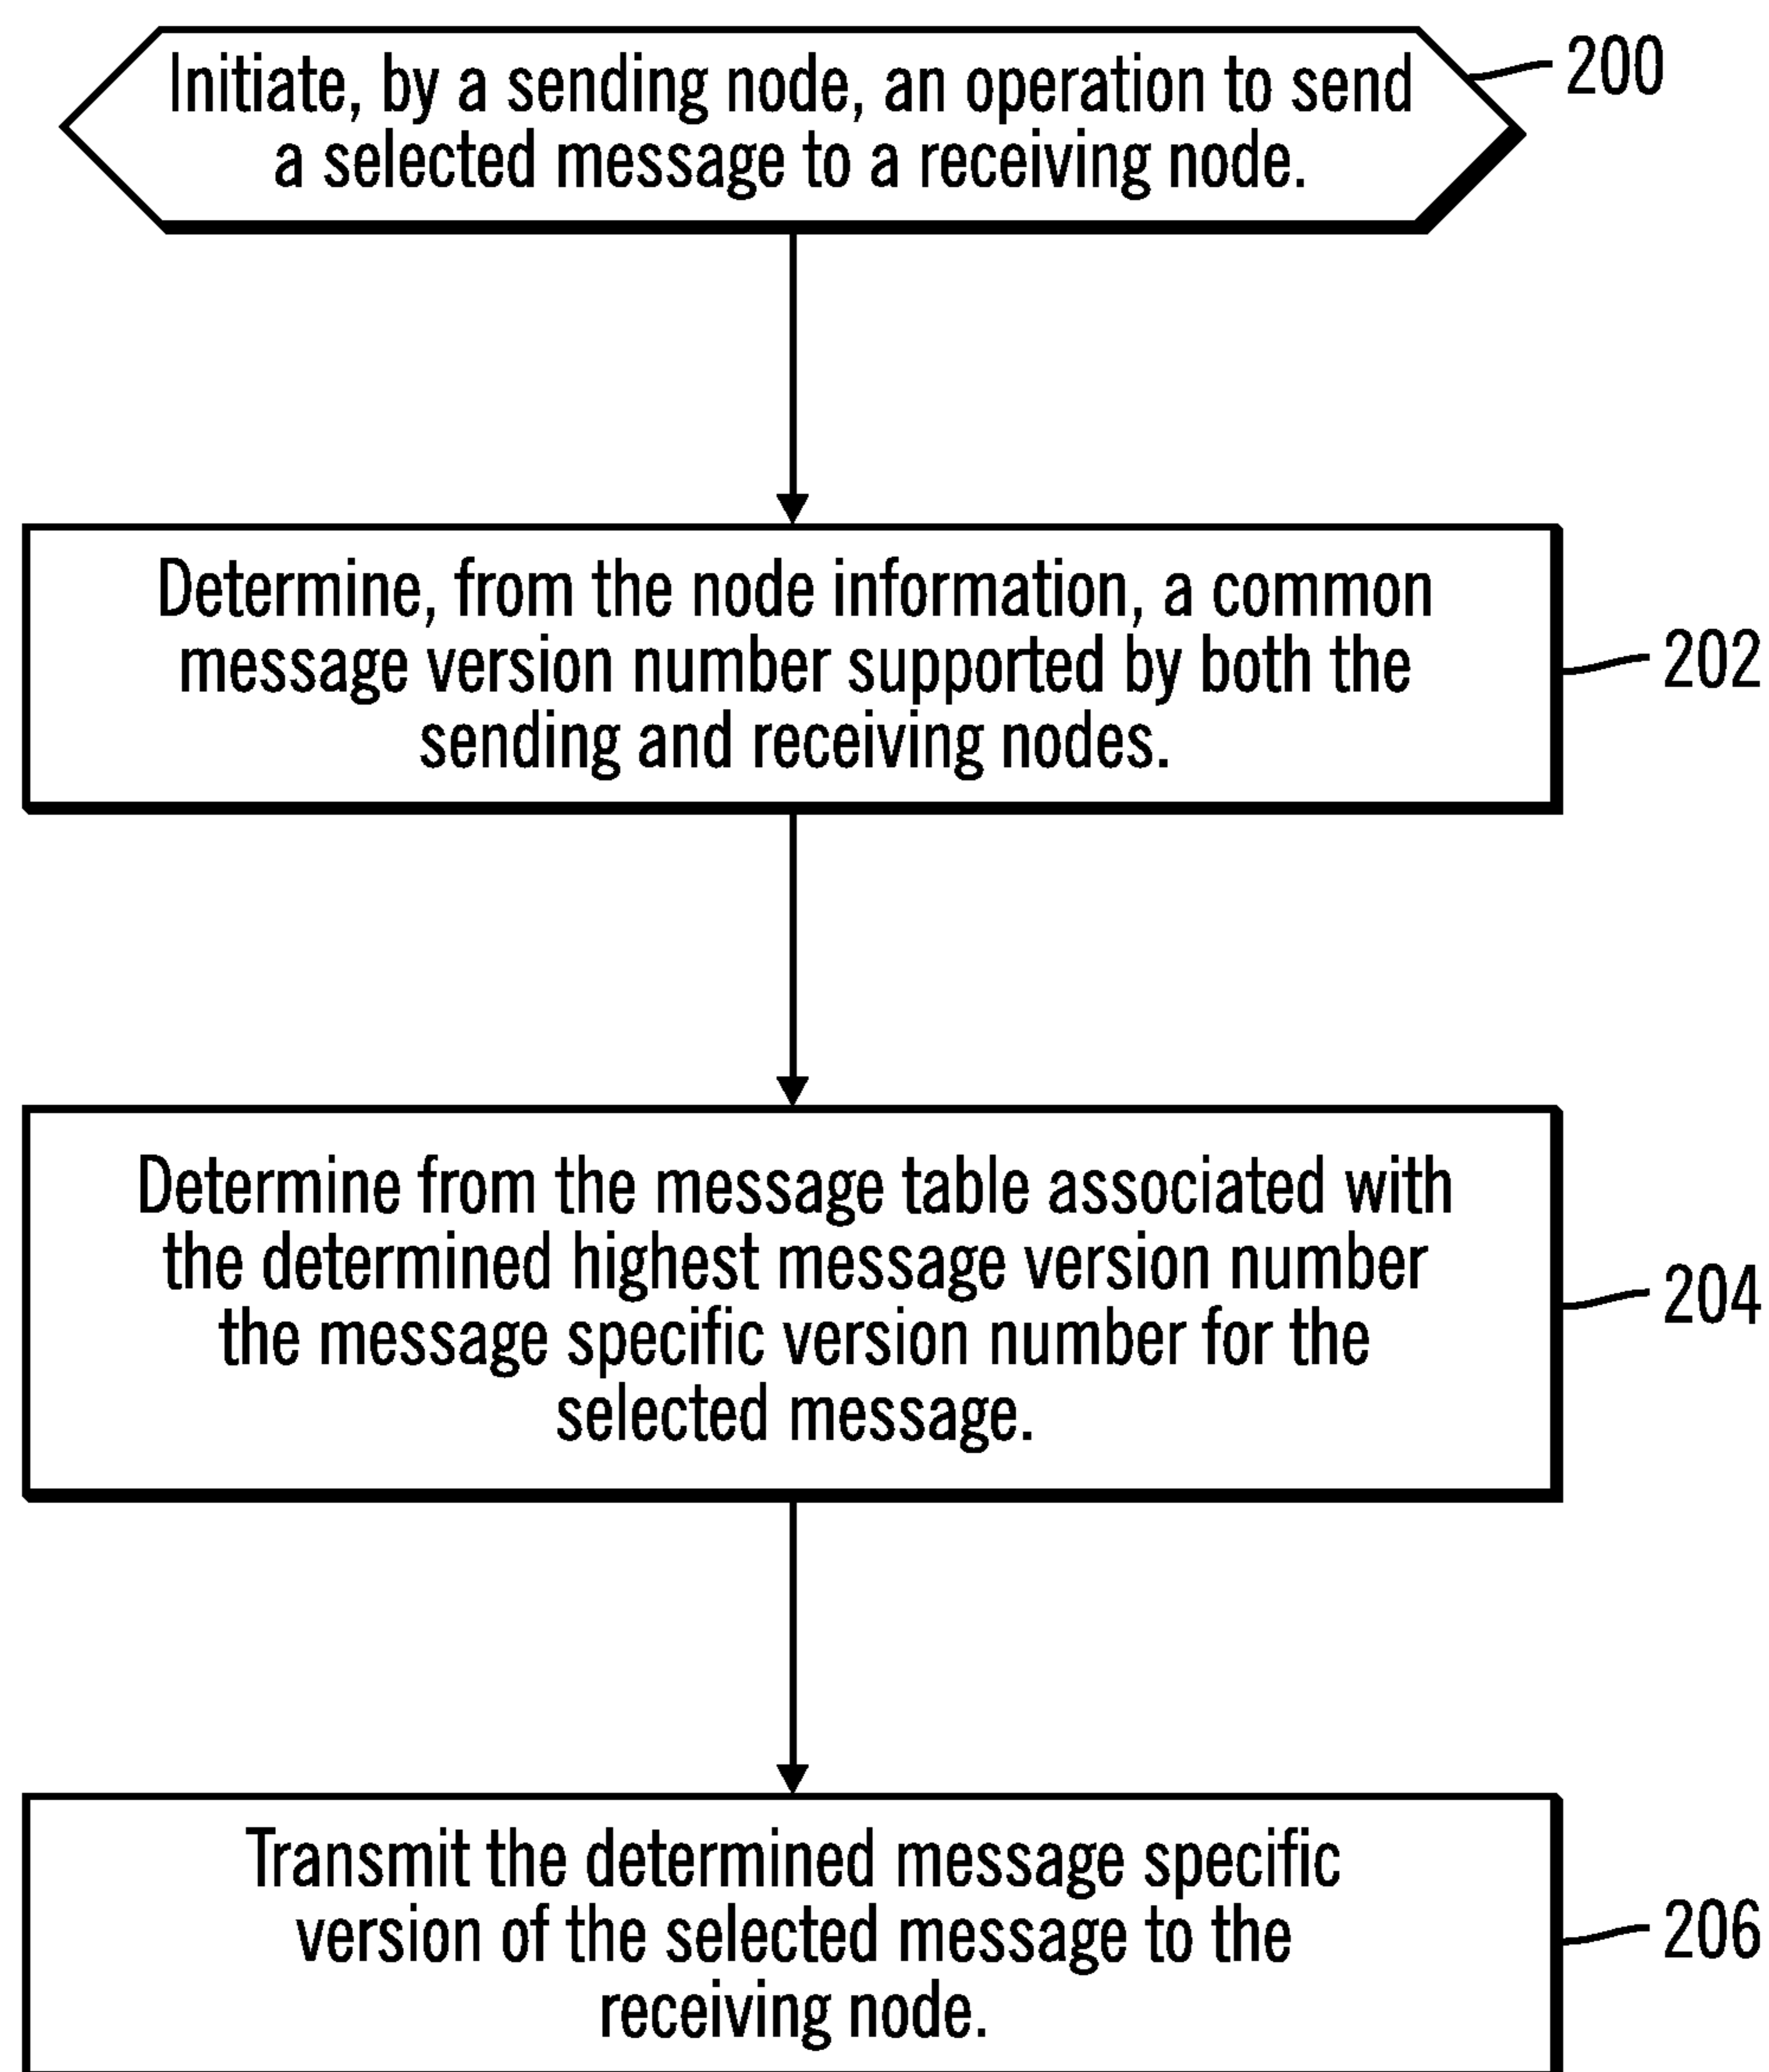 Initiate, by a sending node, an operation to send
a selected message to a receiving node.
200
Determine, from the node information, a common
message version number supported by both the
sending and receiving nodes.
202
Determine from the message table associated with
the determined highest message version number
the message specific version number for the
selected message.
204
Transmit the determined message specific
version of the selected message to the
receiving node.
206